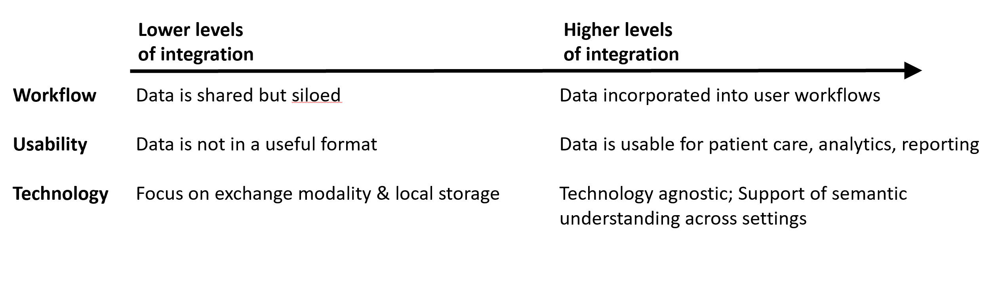 Lower levels
of integration
Higher levels
of integration
Workflow Data is shared but siloed Data incorporated into user workflows
Usability Data is not in a useful format Data is usable for patient care, analytics, reporting
Technology Focus on exchange modality & local storage Technology agnostic; Support of semantic
understanding across settings